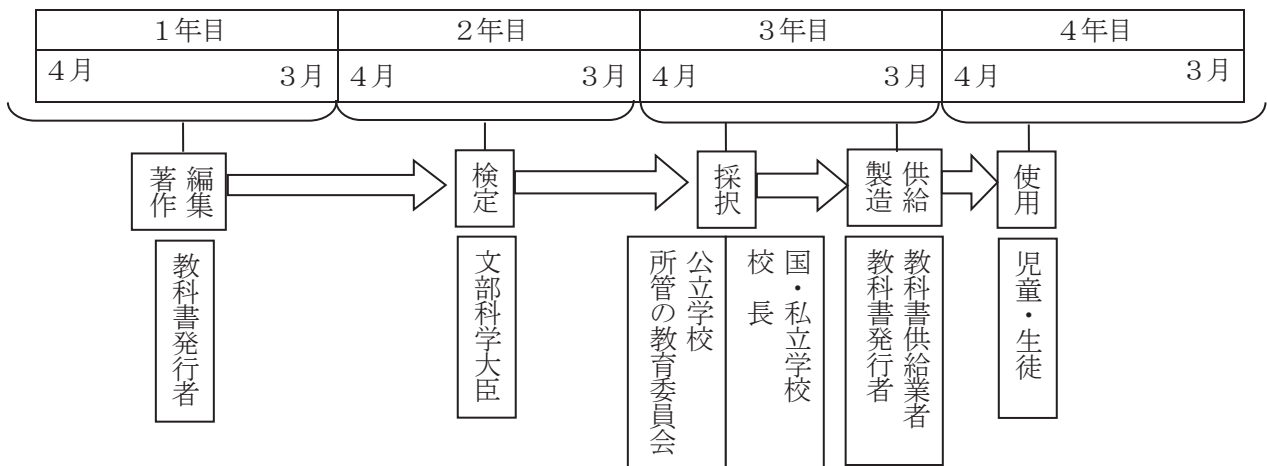 １年目
２年目
３年目
４年目
４月
３月
４月
３月
４月
３月
４月
３月
編集
著作
検定
採択
供給
製造
使用
教科書発行者
文部科学大臣
公立学校
所管の教育委員会
国・私立学校
校長
教科書供給業者
教科書発行者
児童・生徒